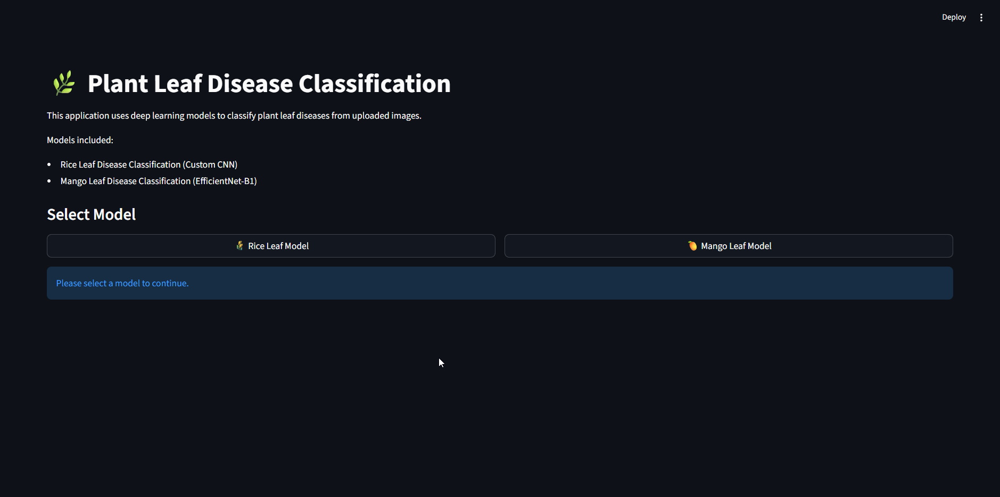 Deploy
Plant Leaf Disease Classification
This application uses deep learning models to classify plant leaf diseases from uploaded images.
Models included:
• Rice Leaf Disease Classification (Custom CNN)
• Mango Leaf Disease Classification (EfficientNet-B1)
Select Model
Rice Leaf Model
Mango Leaf Model
Please select a model to continue.